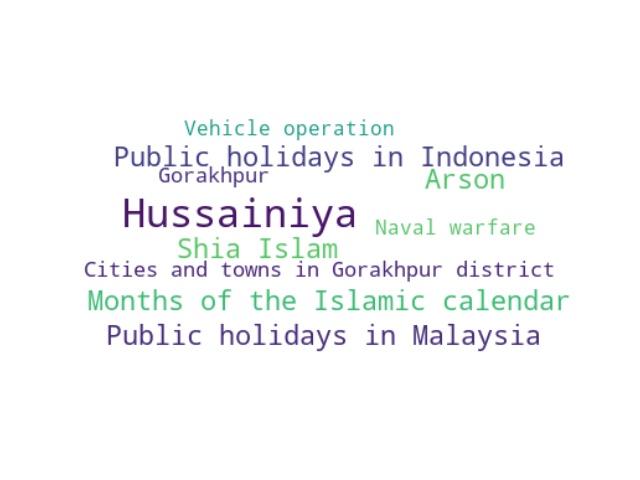 Vehicle operation
Public holidays in Indonesia
Gorakhpur
Arson
Hussainiya
Naval warfare
Shia Islam
Cities and towns in Gorakhpur district
Months of the Islamic calendar
Public holidays in Malaysia